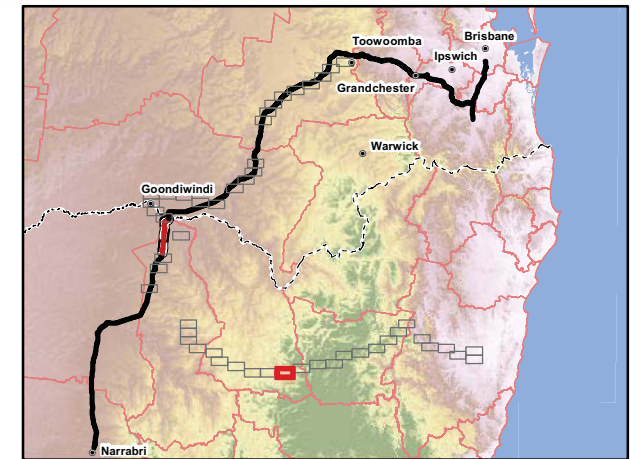 Brisbane
Toowoomba
Ipswich
Grandchester
Warwick
Goondiwindi
Narrabri